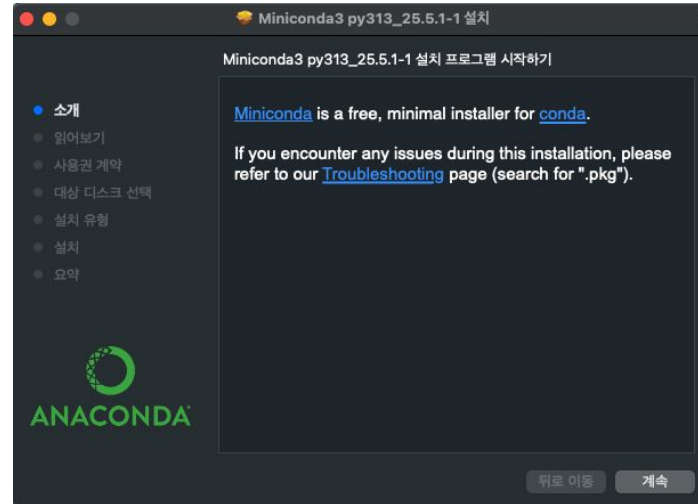 Miniconda3 py313_25.5.1-1 설치
Miniconda3 py313_25.5.1-1 설치 프로그램 시작하기
소개
읽어보기
사용권 계약
대상 디스크 선택
설치 유형
설치
요약
Miniconda is a free, minimal installer for conda.
If you encounter any issues during this installation, please
refer to our Troubleshooting page (search for ".pkg").
ANACONDA
뒤로 이동
계속